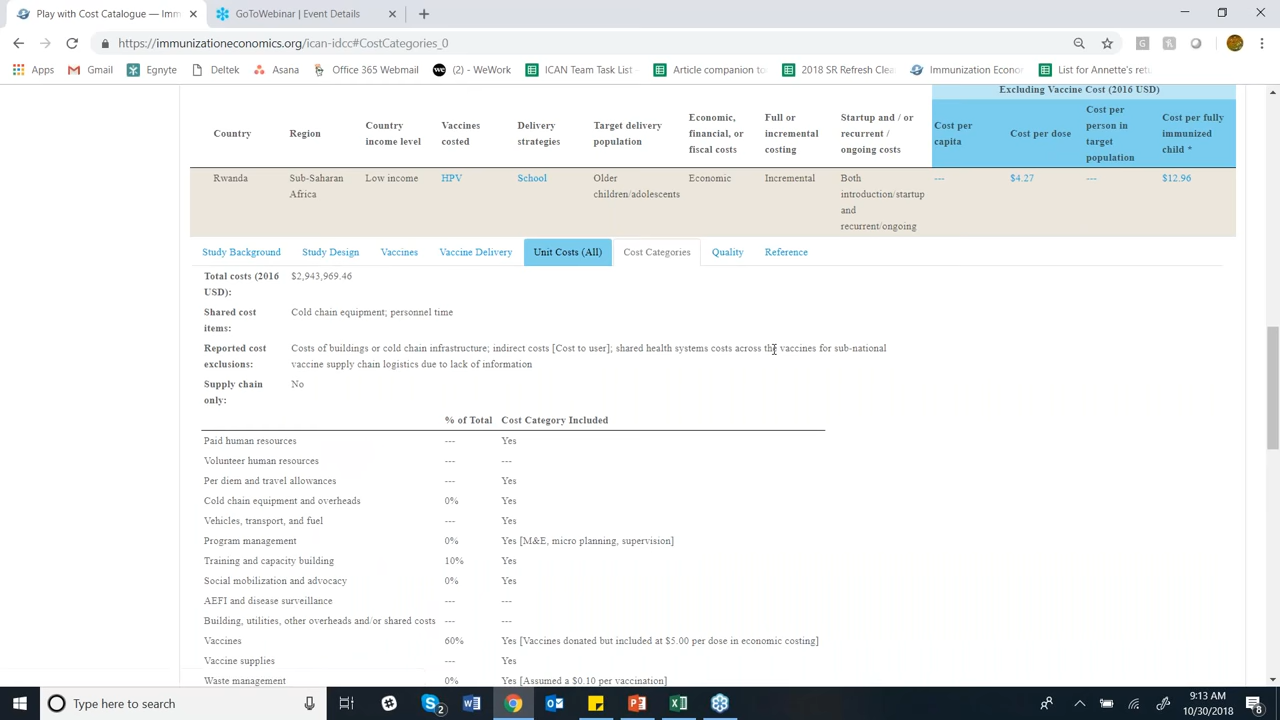 Play with Cost Catalogue – Imm
GoToWebinar | Event Details
https://immunizationeconomics.org/ican-idcc#CostCategories_0
Apps
Gmail
Egnyte
Deltek
Asana
Office 365 Webmail
(2) - WeWork
ICAN Team Task List -
Article companion to
2018 SR Refresh Clea
Immunization Econor
List for Annette's retu
Excluding Vaccine Cost (2016 USD)
Country
Region
Country income level
Vaccines costed
Delivery strategies
Target delivery population
Economic, financial, or fiscal costs
Full or incremental costing
Startup and / or recurrent / ongoing costs
Cost per capita
Cost per dose
Cost per person in target population
Cost per fully immunized child *
Rwanda
Sub-Saharan Africa
Low income
HPV
School
Older children/adolescents
Economic
Incremental
Both introduction/startup and recurrent/ongoing
---
$4.27
---
$12.96
Study Background
Study Design
Vaccines
Vaccine Delivery
Unit Costs (All)
Cost Categories
Quality
Reference
Total costs (2016 USD): $2,943,969.46
Shared cost items: Cold chain equipment; personnel time
Reported cost exclusions: Costs of buildings or cold chain infrastructure; indirect costs [Cost to user]; shared health systems costs across the vaccines for sub-national
vaccine supply chain logistics due to lack of information
Supply chain only: No
% of Total Cost Category Included
Paid human resources --- Yes
Volunteer human resources --- ---
Per diem and travel allowances --- Yes
Cold chain equipment and overheads 0% Yes
Vehicles, transport, and fuel --- Yes
Program management 0% Yes [M&E, micro planning, supervision]
Training and capacity building 10% Yes
Social mobilization and advocacy 0% Yes
AEFI and disease surveillance --- ---
Building, utilities, other overheads and/or shared costs --- ---
Vaccines 60% Yes [Vaccines donated but included at $5.00 per dose in economic costing]
Vaccine supplies --- Yes
Waste management 0% Yes [Assumed a $0.10 per vaccination]
Type here to search
9:13 AM
10/30/2018